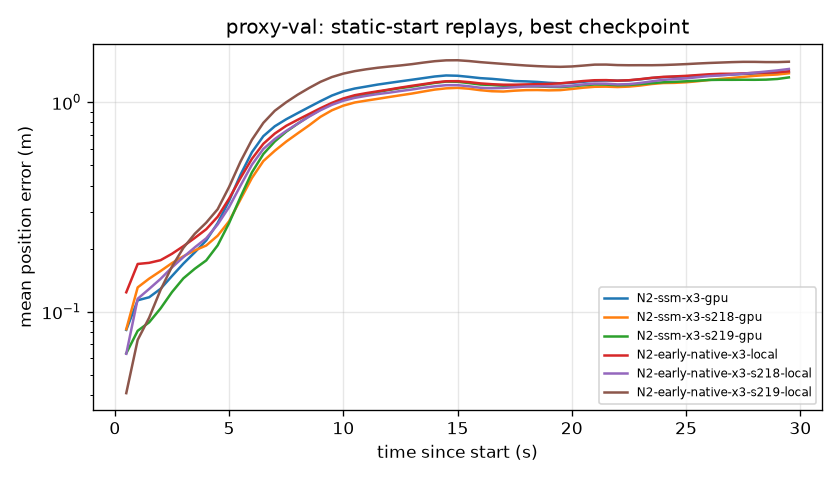 proxy-val: static-start replays, best checkpoint
mean position error (m)
10⁰
10⁻¹
N2-ssm-x3-gpu
N2-ssm-x3-s218-gpu
N2-ssm-x3-s219-gpu
N2-early-native-x3-local
N2-early-native-x3-s218-local
N2-early-native-x3-s219-local
0 5 10 15 20 25 30
time since start (s)